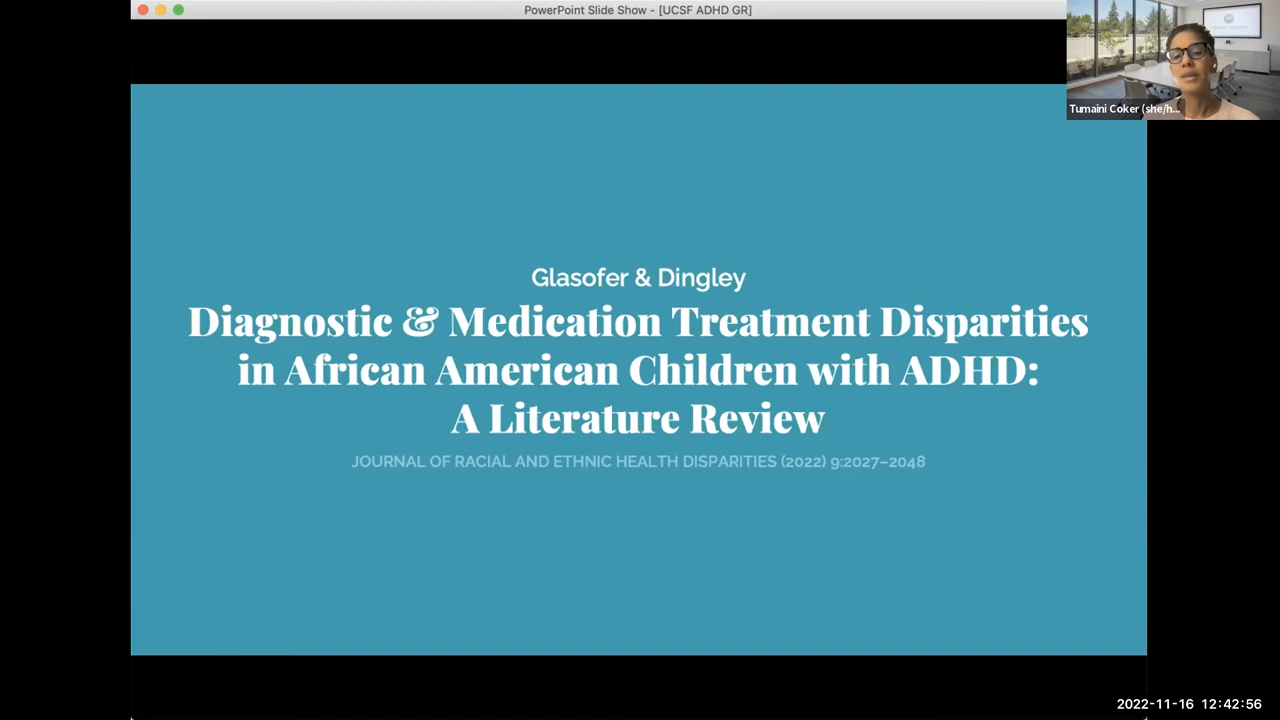 PowerPoint Slide Show - [UCSF ADHD GR]
Tumaini Coker (she/h...
Glasofer & Dingley
Diagnostic & Medication Treatment Disparities
in African American Children with ADHD:
A Literature Review
JOURNAL OF RACIAL AND ETHNIC HEALTH DISPARITIES (2022) 9:2027–2048
2022-11-16 12:42:56